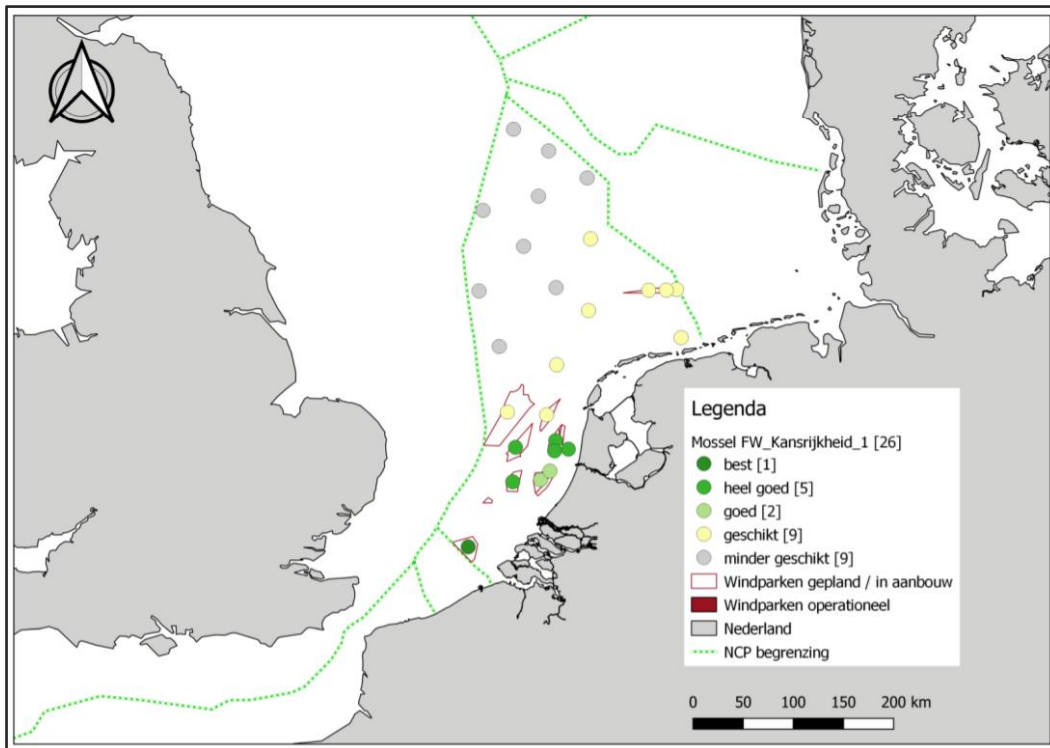 Legenda
Mossel FW_Kansrijkheid_1 [26]
best [1]
heel goed [5]
goed [2]
geschikt [9]
minder geschikt [9]
Windparken gepland / in aanbouw
Windparken operationeel
Nederland
NCP begrenzing
0 50 100 150 200 km